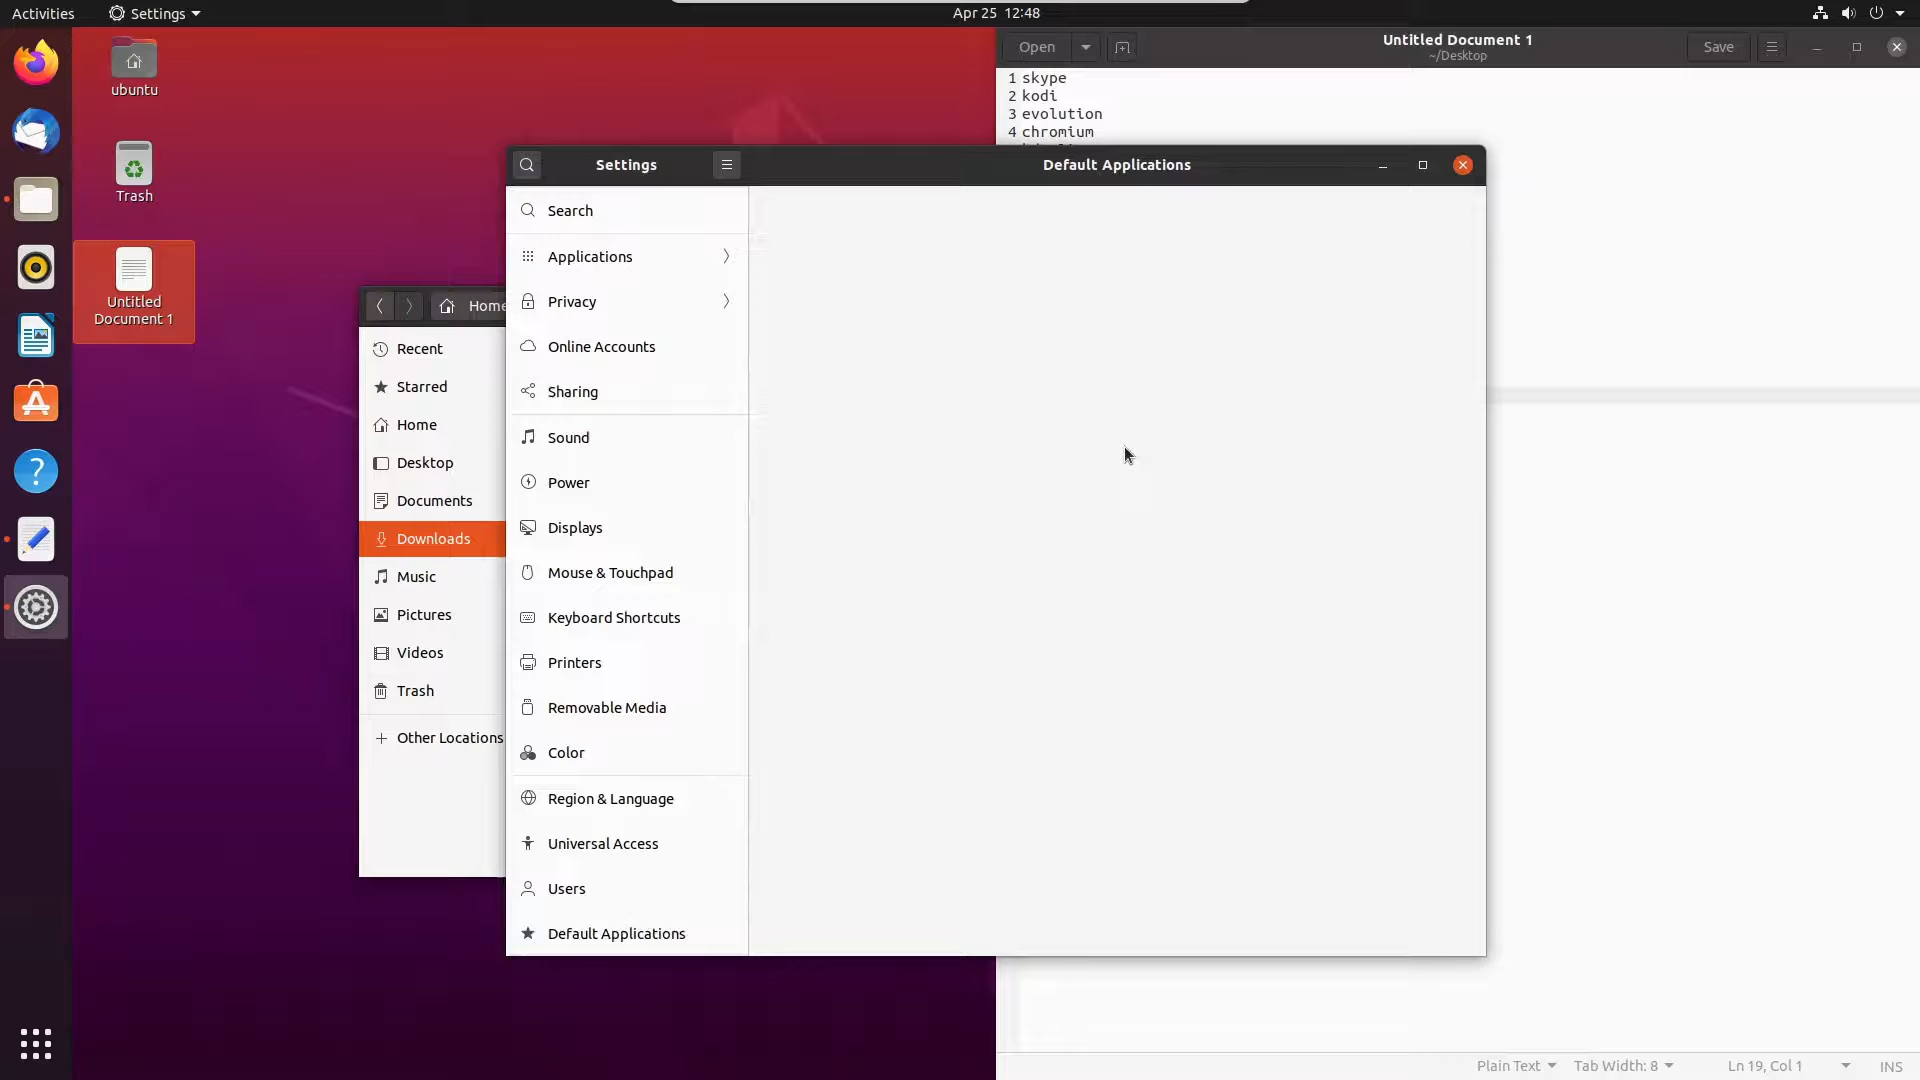 Activities
Settings
Apr 25 12:48
ubuntu
Trash
Untitled
Document 1
Open
Untitled Document 1
~/Desktop
Save
1 skype
2 kodi
3 evolution
4 chromium
Settings
Default Applications
Search
Applications
Privacy
Online Accounts
Sharing
Sound
Power
Displays
Mouse & Touchpad
Keyboard Shortcuts
Printers
Removable Media
Color
Region & Language
Universal Access
Users
Default Applications
Home
Recent
Starred
Home
Desktop
Documents
Downloads
Music
Pictures
Videos
Trash
Other Locations
Plain Text
Tab Width: 8
Ln 19, Col 1
INS